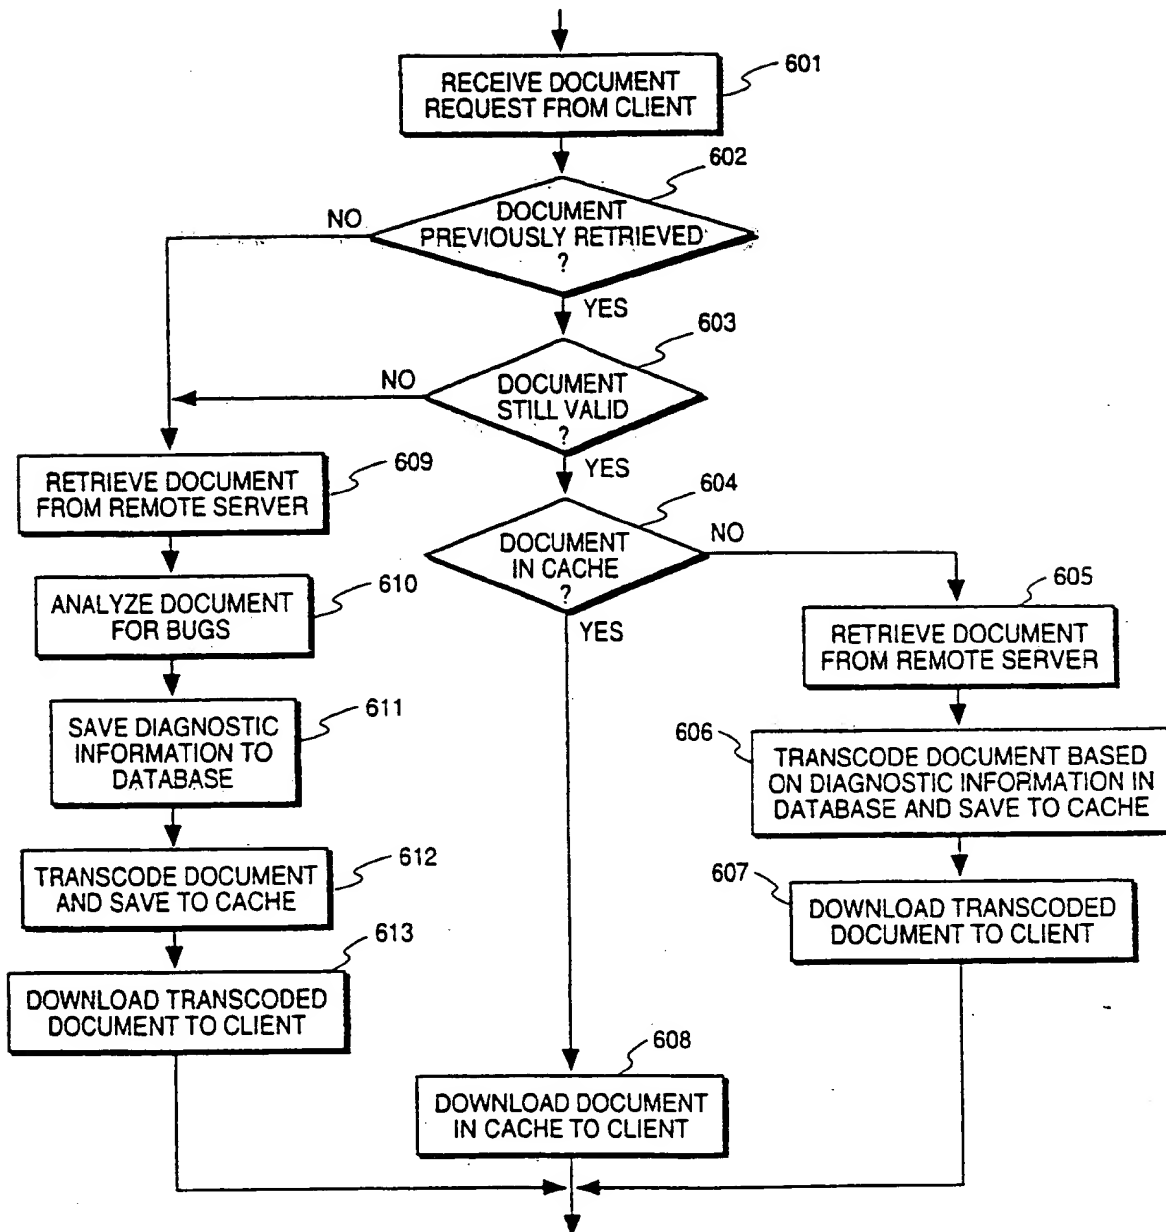 RECEIVE DOCUMENT
REQUEST FROM CLIENT
601
602
DOCUMENT
PREVIOUSLY RETRIEVED
?
NO
YES
603
DOCUMENT
STILL VALID
?
NO
YES
604
DOCUMENT
IN CACHE
?
NO
YES
RETRIEVE DOCUMENT
FROM REMOTE SERVER
609
ANALYZE DOCUMENT
FOR BUGS
610
SAVE DIAGNOSTIC
INFORMATION TO
DATABASE
611
TRANSCODE DOCUMENT
AND SAVE TO CACHE
612
613
DOWNLOAD TRANSCODED
DOCUMENT TO CLIENT
605
RETRIEVE DOCUMENT
FROM REMOTE SERVER
606
TRANSCODE DOCUMENT BASED
ON DIAGNOSTIC INFORMATION IN
DATABASE AND SAVE TO CACHE
607
DOWNLOAD TRANSCODED
DOCUMENT TO CLIENT
608
DOWNLOAD DOCUMENT
IN CACHE TO CLIENT